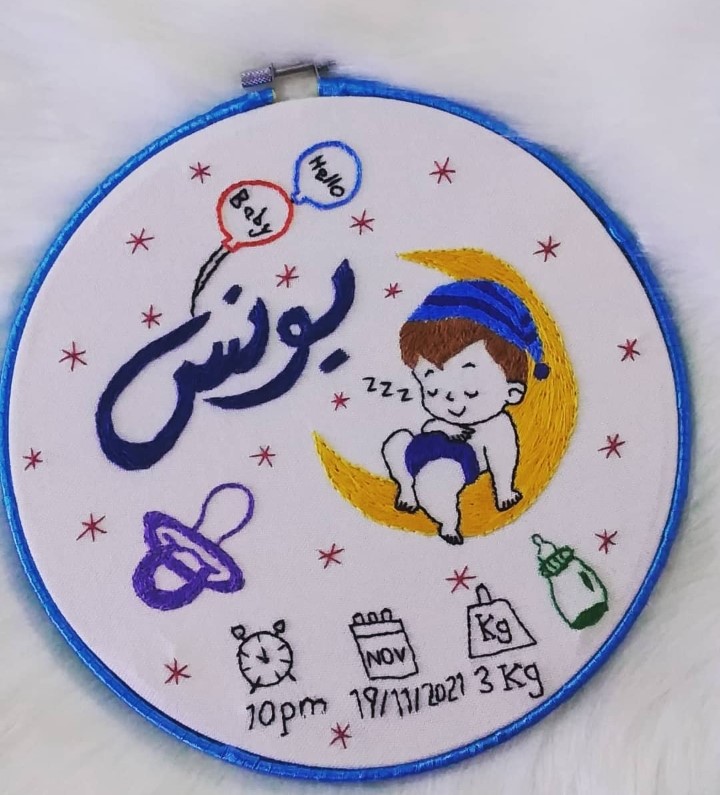 Hello
Baby
يونس
zzz
Kg
NOV
10pm 19/11/2021 3 Kg